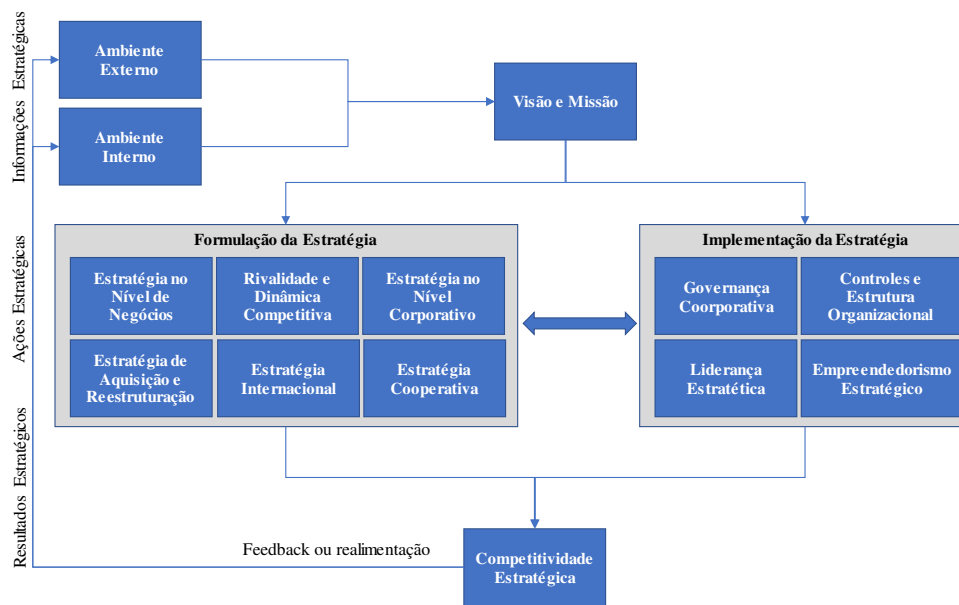 Informações Estratégicas
Ambiente
Externo
Ambiente
Interno
Visão e Missão
Ações Estratégicas
Formulação da Estratégia
Estratégia no
Nível de
Negócios
Rivalidade e
Dinâmica
Competitiva
Estratégia no
Nível
Corporativo
Estratégia de
Aquisição e
Reestruturação
Estratégia
Internacional
Estratégia
Cooperativa
Implementação da Estratégia
Governança
Coorporativa
Controles e
Estrutura
Organizacional
Liderança
Estratética
Empreendedorismo
Estratégico
Resultados Estratégicos
Feedback ou realimentação
Competitividade
Estratégica